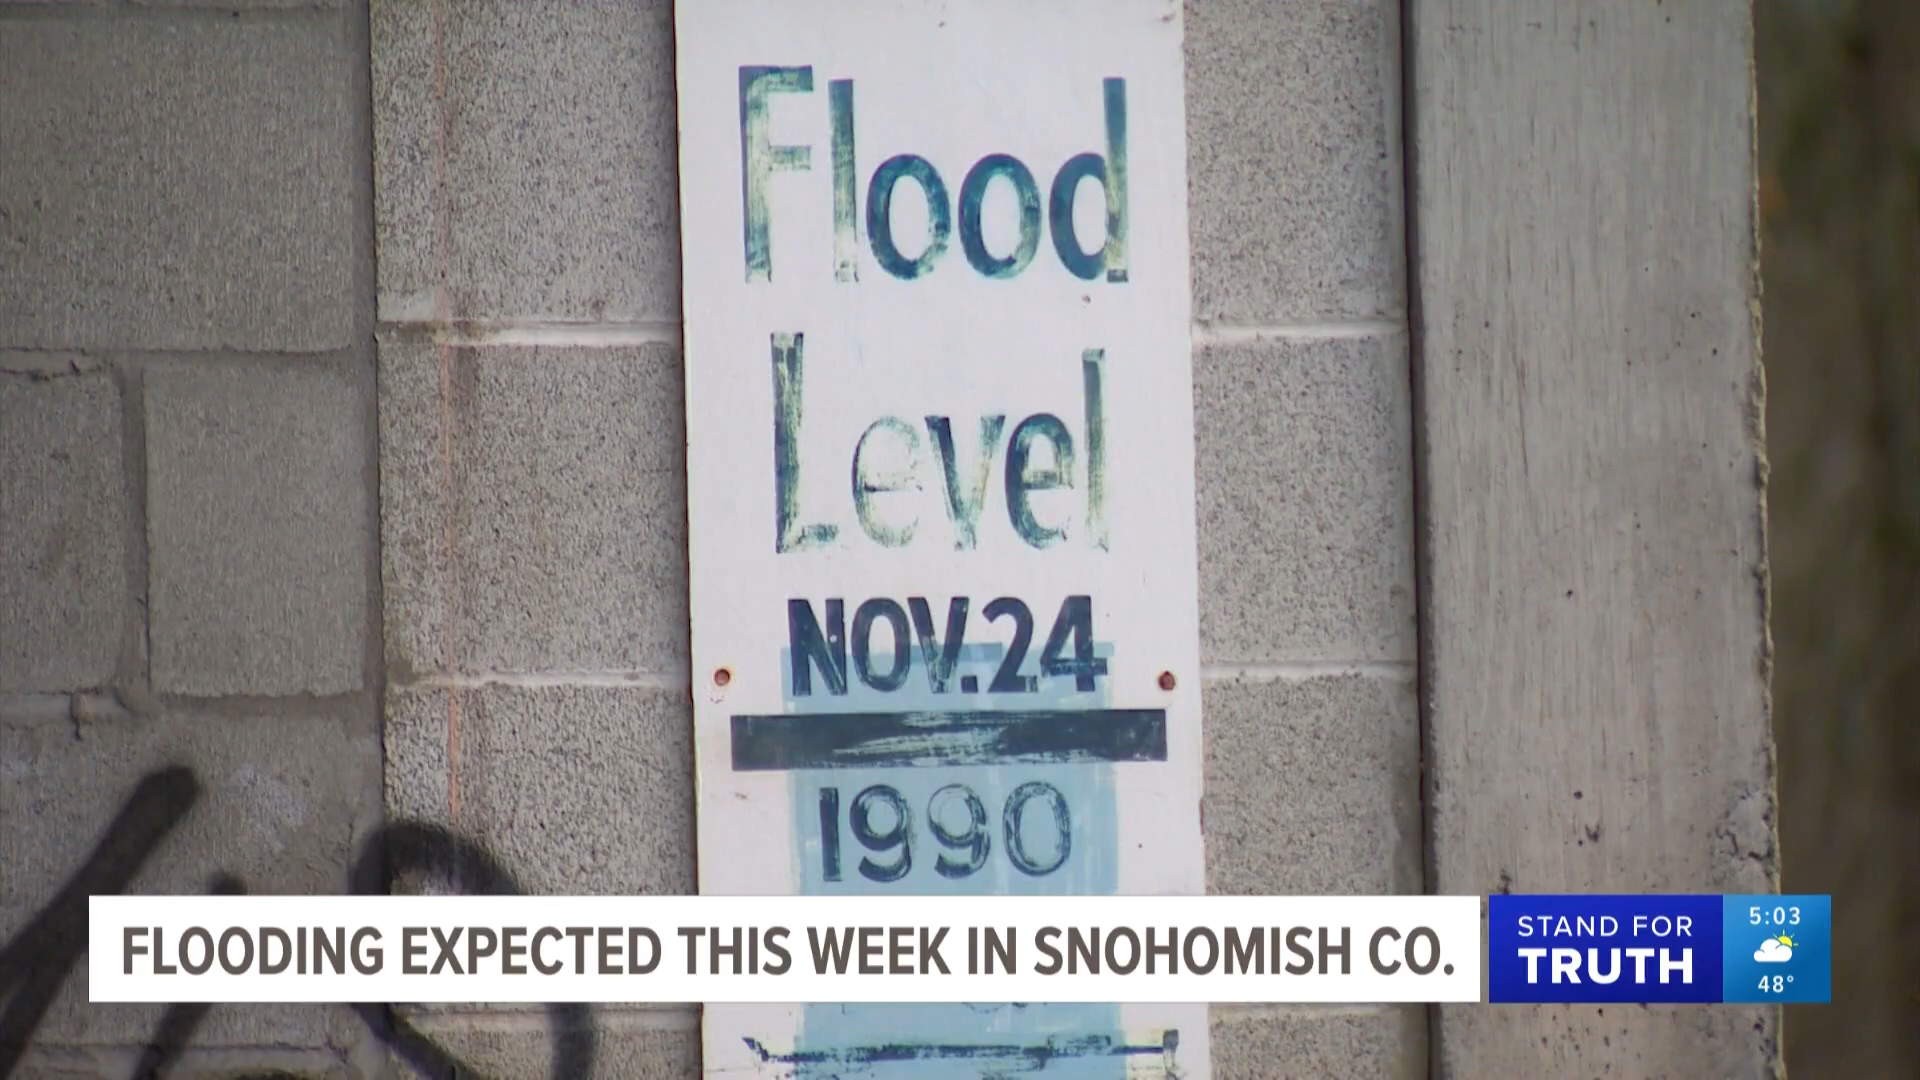 Flood
Level
NOV.24
1990
FLOODING EXPECTED THIS WEEK IN SNOHOMISH CO.
STAND FOR
TRUTH
5:03
48°